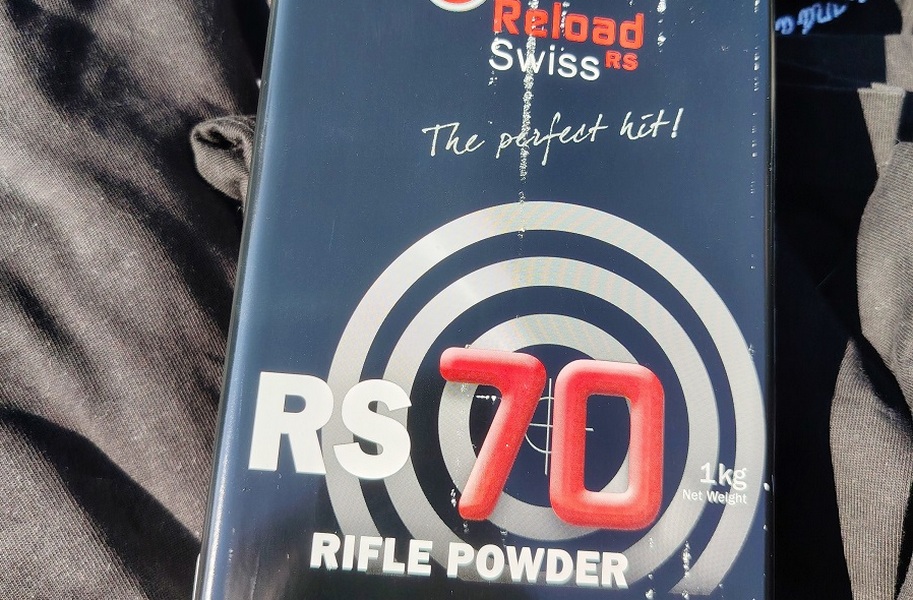 Reload
Swiss RS
The perfect hit!
RS 70
1kg
Net Weight
RIFLE POWDER